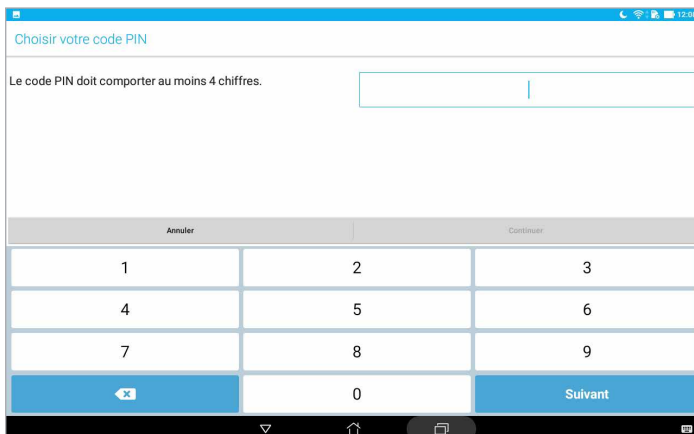 Choisir votre code PIN
Le code PIN doit comporter au moins 4 chiffres.
Annuler Continuer
1 2 3
4 5 6
7 8 9
0 Suivant